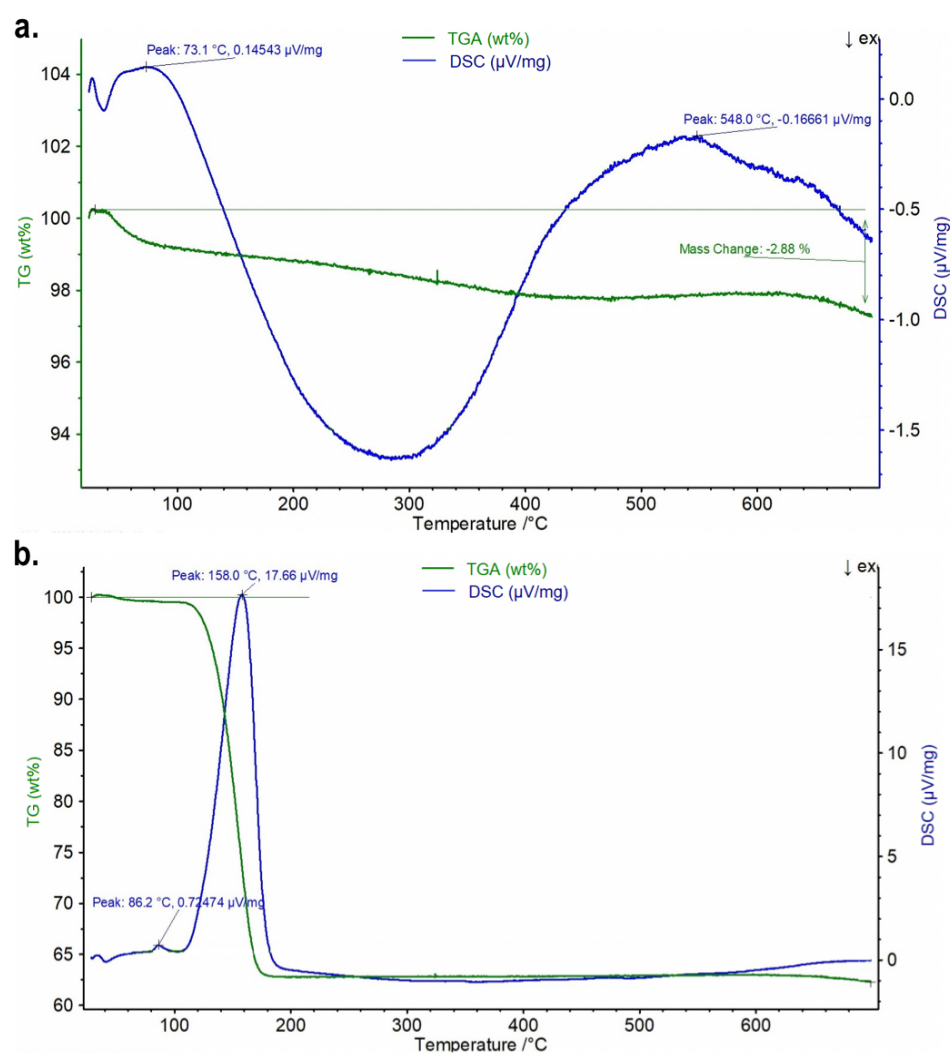 a.
TGA (wt%)
DSC (µV/mg)
↓ ex
Peak: 73.1 °C, 0.14543 µV/mg
Peak: 548.0 °C, -0.16661 µV/mg
Mass Change: -2.88 %
TG (wt%)
104
102
100
98
96
94
DSC (µV/mg)
0.0
-0.5
-1.0
-1.5
100 200 300 400 500 600
Temperature /°C
b.
TGA (wt%)
DSC (µV/mg)
↓ ex
Peak: 158.0 °C, 17.66 µV/mg
Peak: 86.2 °C, 0.72474 µV/mg
TG (wt%)
100
95
90
85
80
75
70
65
60
DSC (µV/mg)
15
10
5
0
100 200 300 400 500 600
Temperature /°C